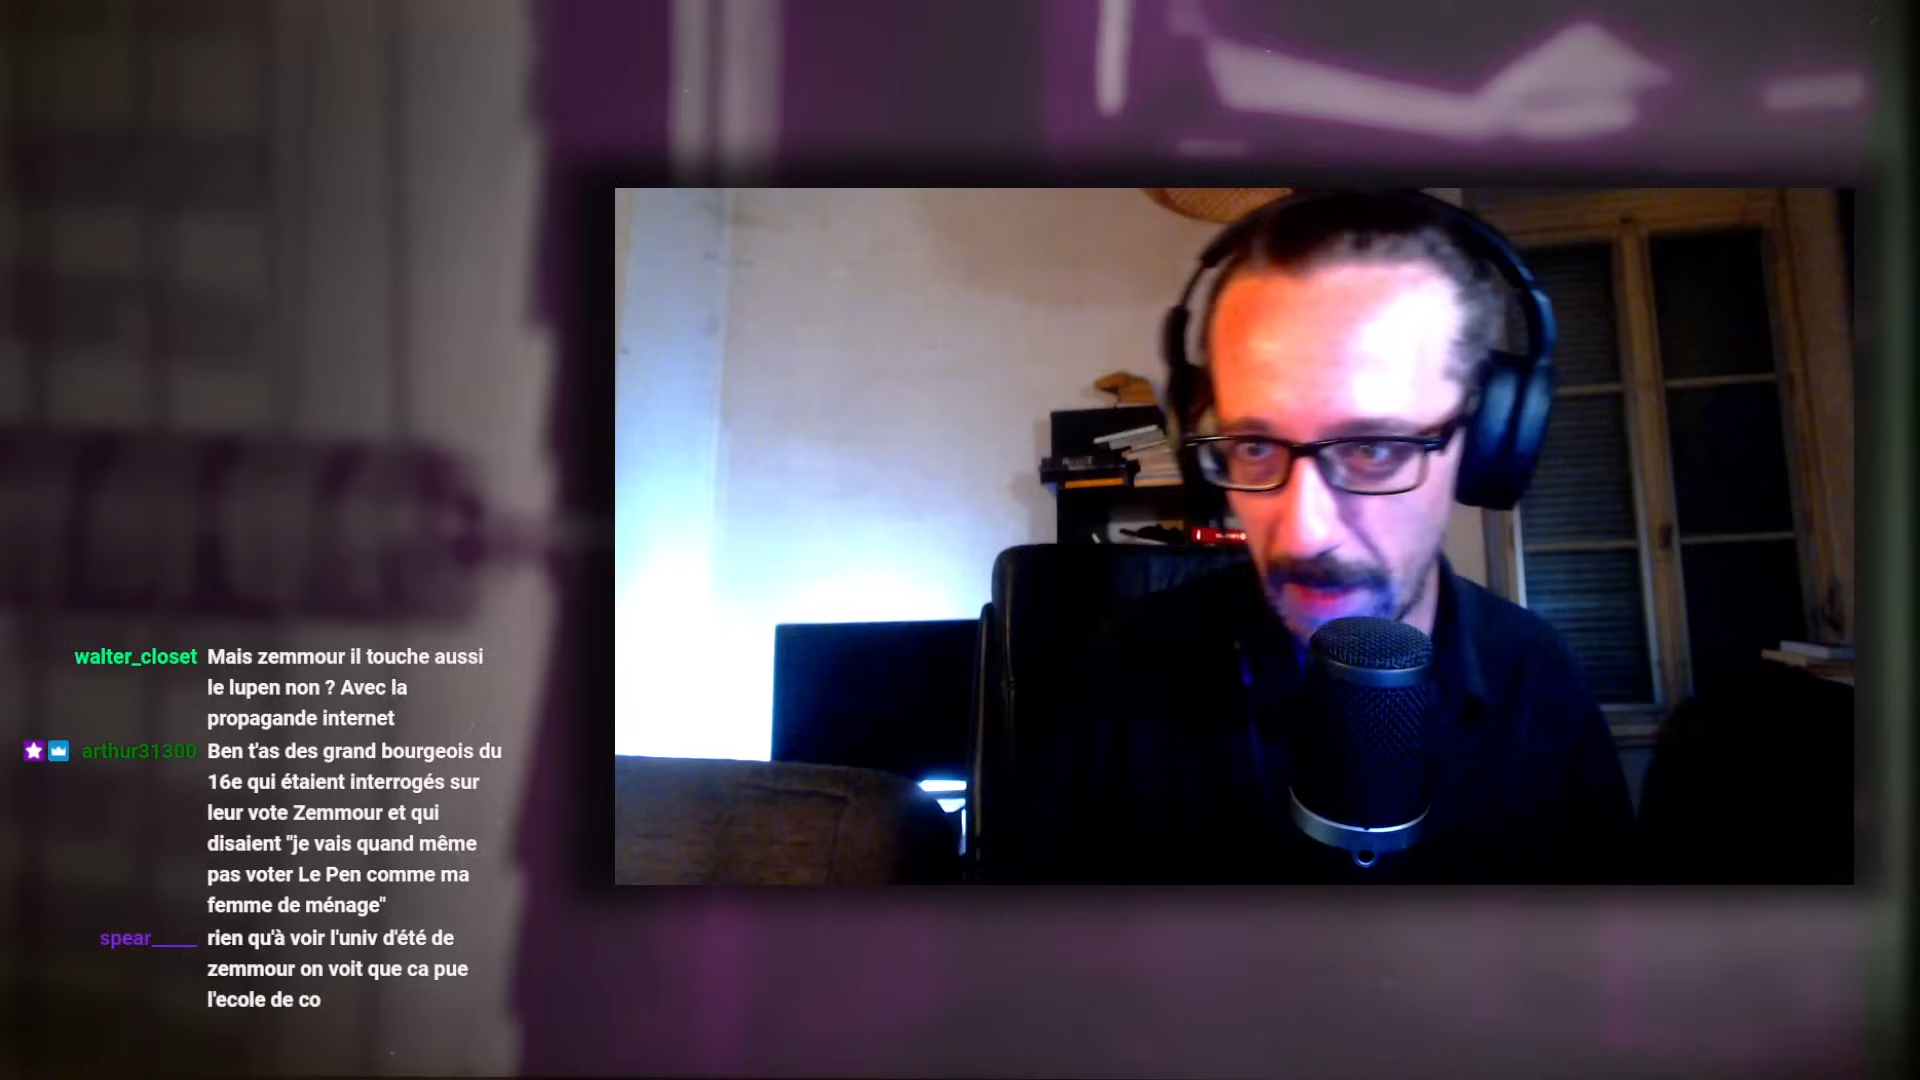 walter_closet Mais zemmour il touche aussi
le lupen non ? Avec la
propagande internet
arthur31300 Ben t'as des grand bourgeois du
16e qui étaient interrogés sur
leur vote Zemmour et qui
disaient "je vais quand même
pas voter Le Pen comme ma
femme de ménage"
spear_____ rien qu'à voir l'univ d'été de
zemmour on voit que ca pue
l'ecole de co